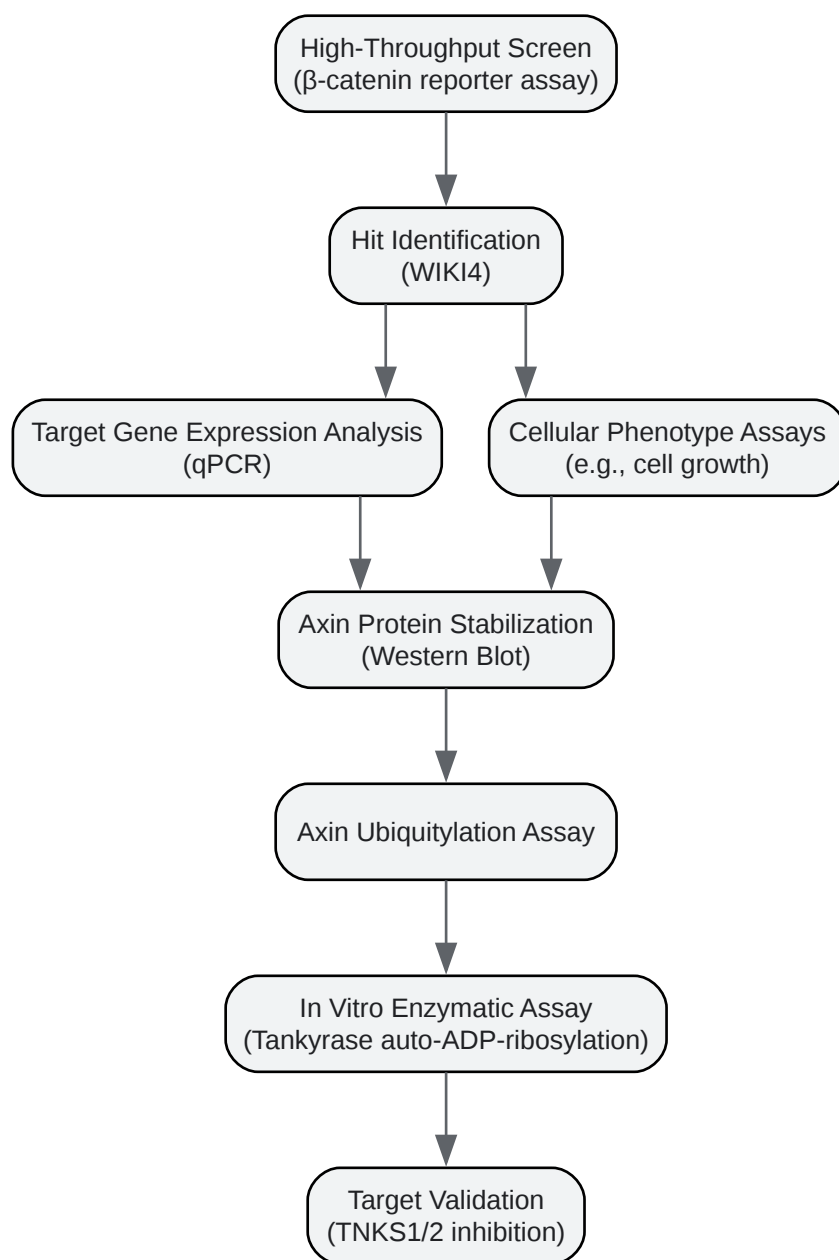 High-Throughput Screen
(β-catenin reporter assay)
Hit Identification
(WIKI4)
Target Gene Expression Analysis
(qPCR)
Cellular Phenotype Assays
(e.g., cell growth)
Axin Protein Stabilization
(Western Blot)
Axin Ubiquitylation Assay
In Vitro Enzymatic Assay
(Tankyrase auto-ADP-ribosylation)
Target Validation
(TNKS1/2 inhibition)